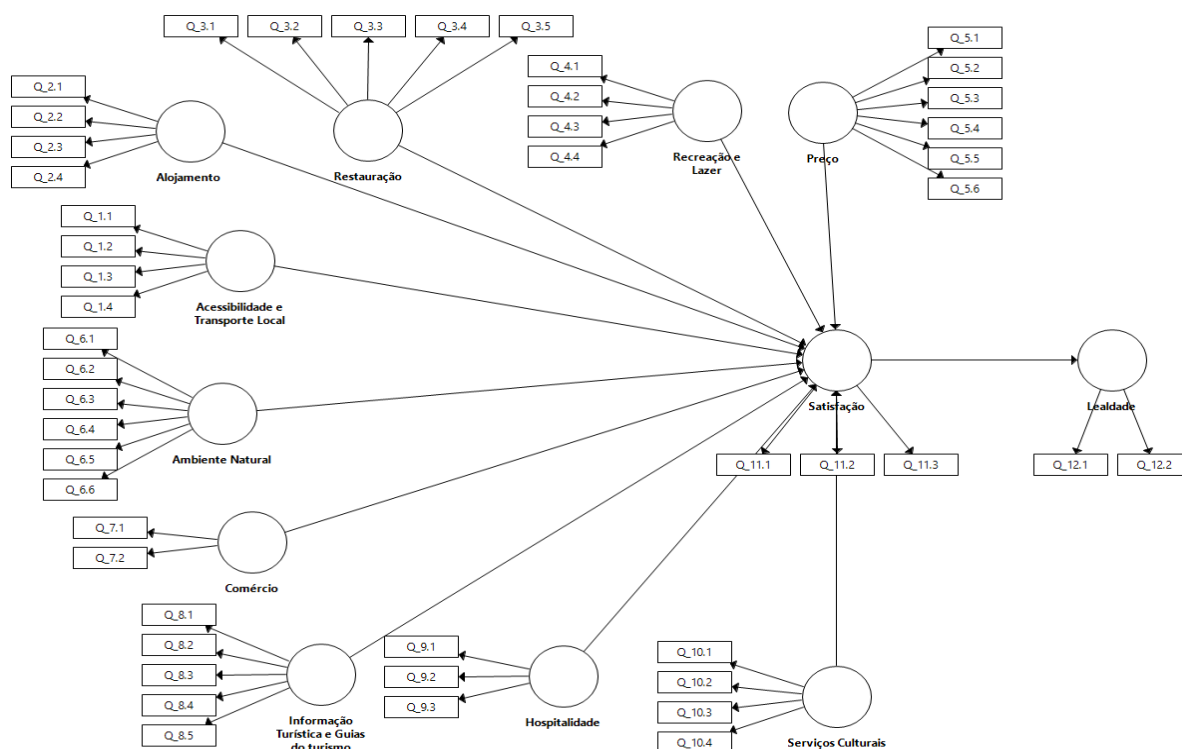 Q_3.1
Q_3.2
Q_3.3
Q_3.4
Q_3.5
Restauração
Q_2.1
Q_2.2
Q_2.3
Q_2.4
Alojamento
Q_4.1
Q_4.2
Q_4.3
Q_4.4
Recreação e
Lazer
Q_5.1
Q_5.2
Q_5.3
Q_5.4
Q_5.5
Q_5.6
Preço
Q_1.1
Q_1.2
Q_1.3
Q_1.4
Acessibilidade e
Transporte Local
Q_6.1
Q_6.2
Q_6.3
Q_6.4
Q_6.5
Q_6.6
Ambiente Natural
Satisfação
Q_11.1
Q_11.2
Q_11.3
Lealdade
Q_12.1
Q_12.2
Q_7.1
Q_7.2
Comércio
Q_8.1
Q_8.2
Q_8.3
Q_8.4
Q_8.5
Informação
Turística e Guias
do turismo
Q_9.1
Q_9.2
Q_9.3
Hospitalidade
Q_10.1
Q_10.2
Q_10.3
Q_10.4
Serviços Culturais